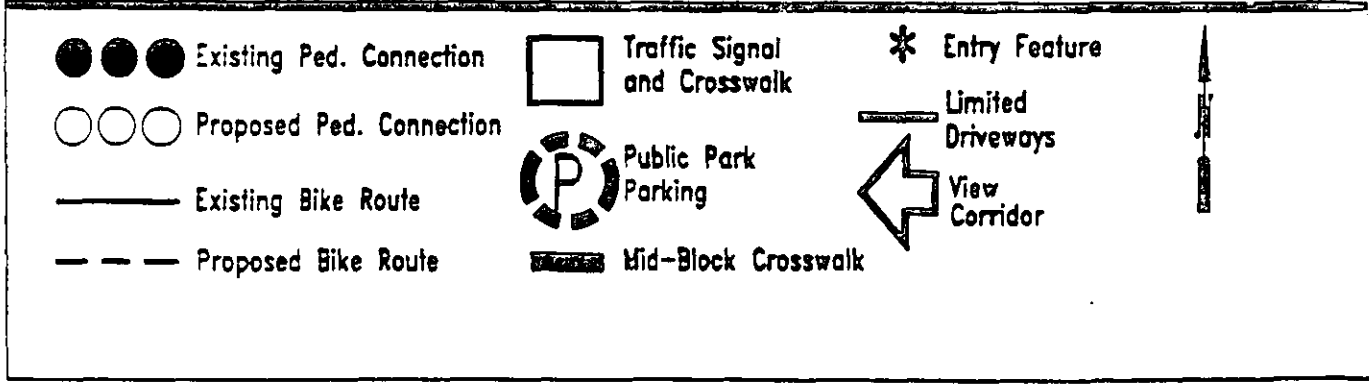 Existing Ped. Connection
Proposed Ped. Connection
Existing Bike Route
Proposed Bike Route
Traffic Signal
and Crosswalk
P
Public Park
Parking
Mid-Block Crosswalk
* Entry Feature
Limited
Driveways
View
Corridor